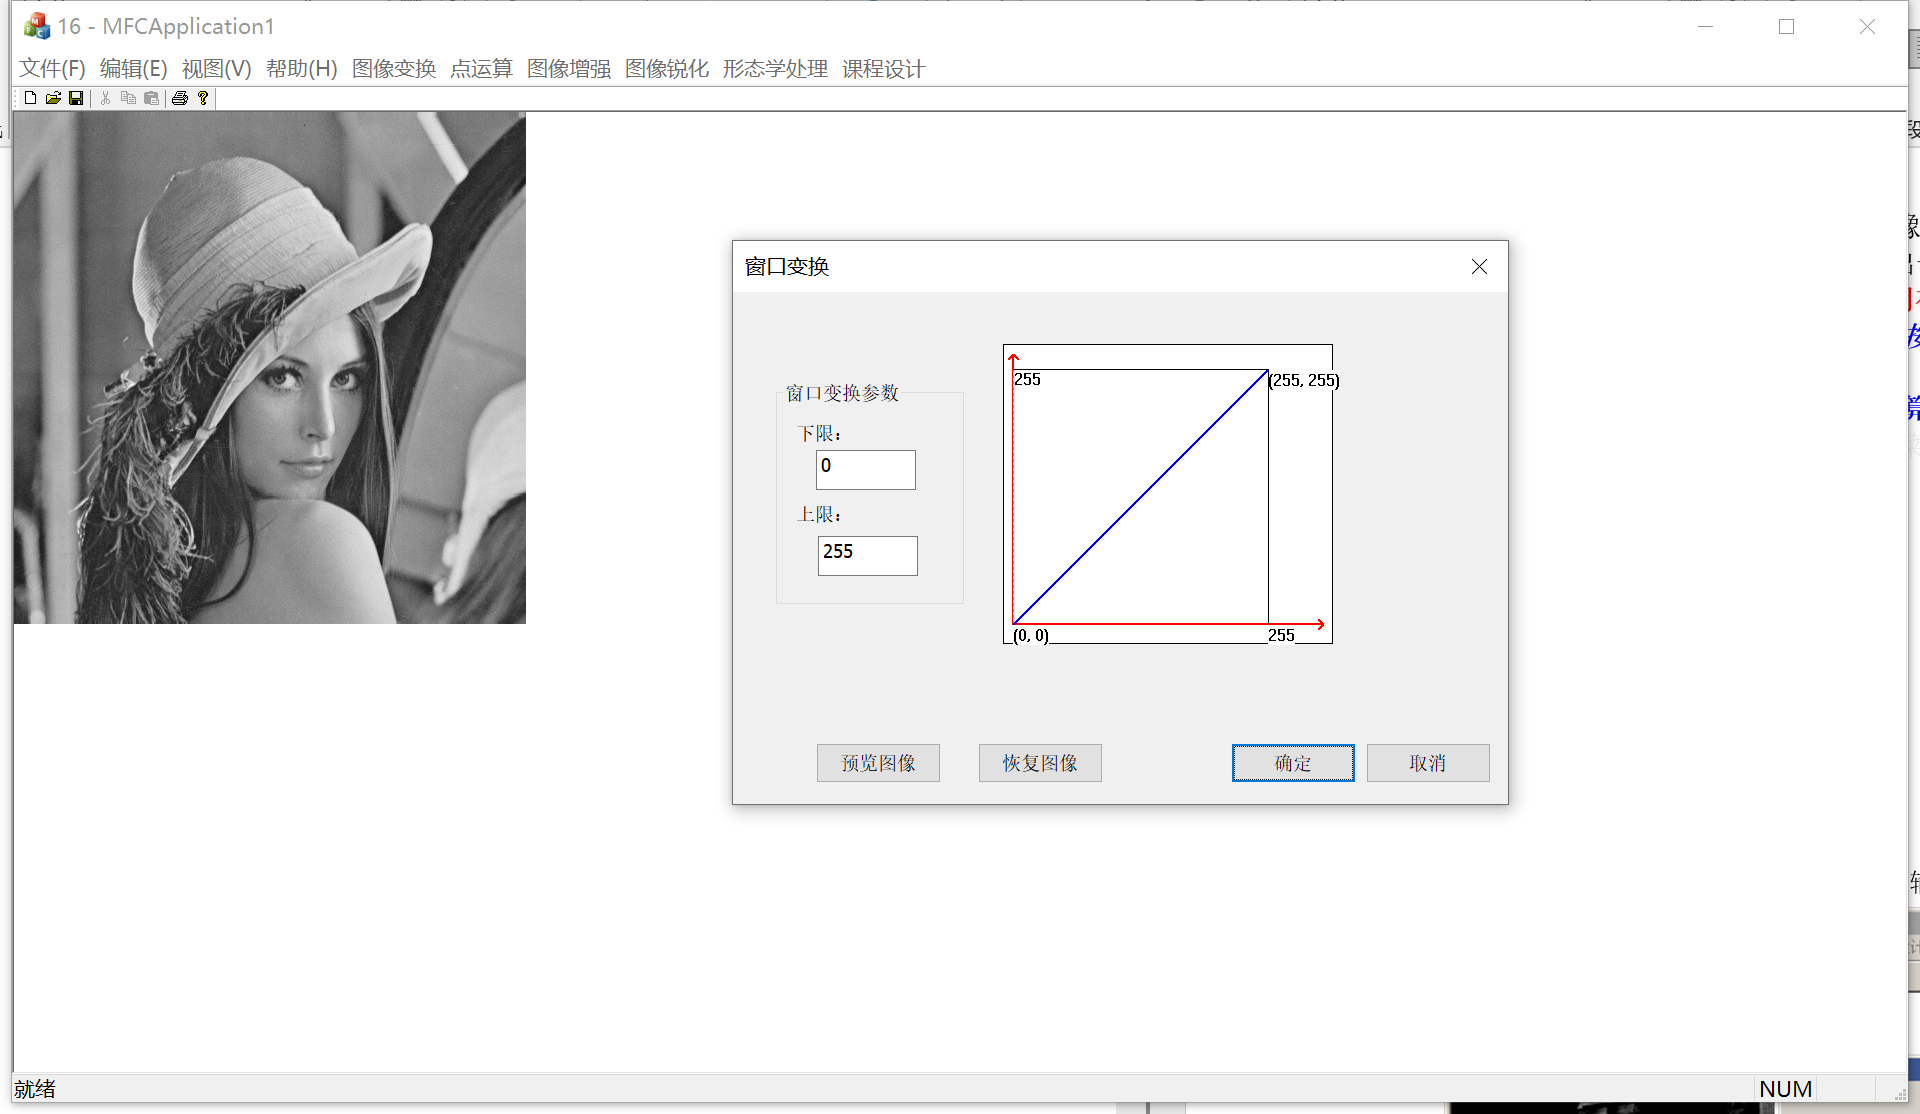 16 - MFCApplication1
文件(F) 编辑(E) 视图(V) 帮助(H) 图像变换 点运算 图像增强 图像锐化 形态学处理 课程设计
窗口变换
窗口变换参数
下限：
0
上限：
255
255
(255, 255)
(0, 0)
255
预览图像
恢复图像
确定
取消
就绪
NUM
段
像
算